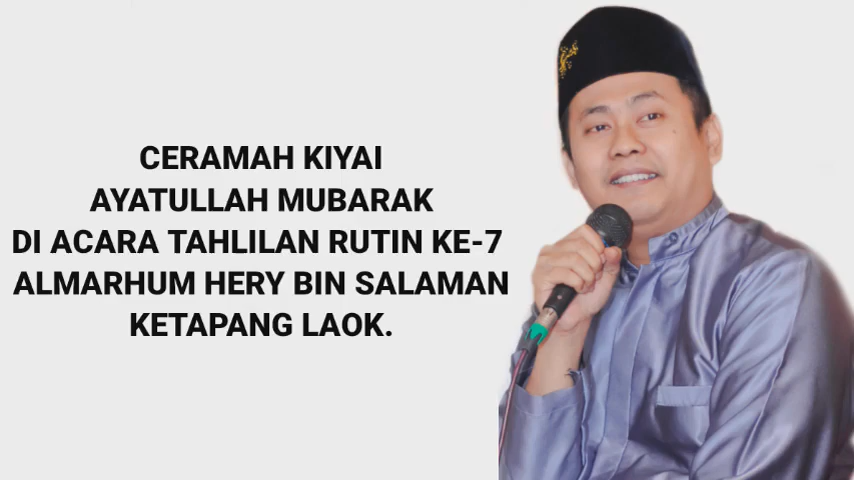 CERAMAH KIYAI
AYATULLAH MUBARAK
DI ACARA TAHLILAN RUTIN KE-7
ALMARHUM HERY BIN SALAMAN
KETAPANG LAOK.